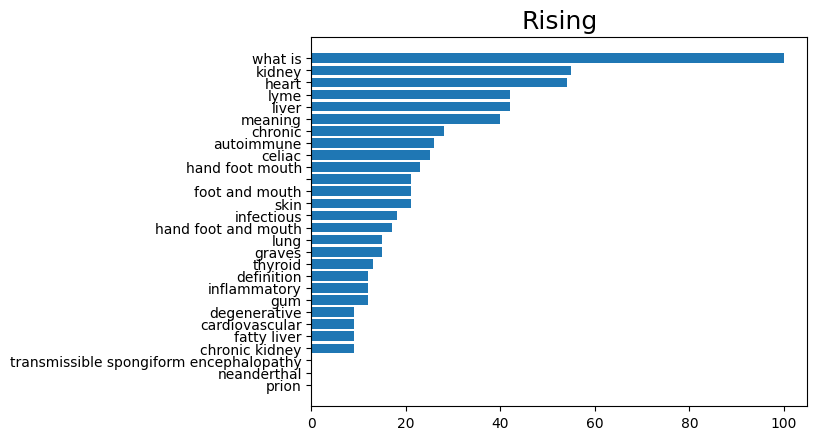 Rising
what is
kidney
heart
lyme
liver
meaning
chronic
autoimmune
celiac
hand foot mouth
foot and mouth
skin
infectious
hand foot and mouth
lung
graves
thyroid
definition
inflammatory
gum
degenerative
cardiovascular
fatty liver
chronic kidney
transmissible spongiform encephalopathy
neanderthal
prion
0 20 40 60 80 100